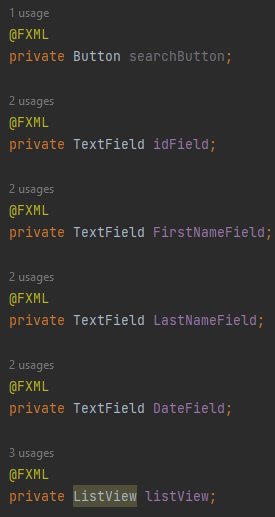 1 usage
@FXML
private Button searchButton;
2 usages
@FXML
private TextField idField;
2 usages
@FXML
private TextField FirstNameField;
2 usages
@FXML
private TextField LastNameField;
2 usages
@FXML
private TextField DateField;
3 usages
@FXML
private ListView listView;